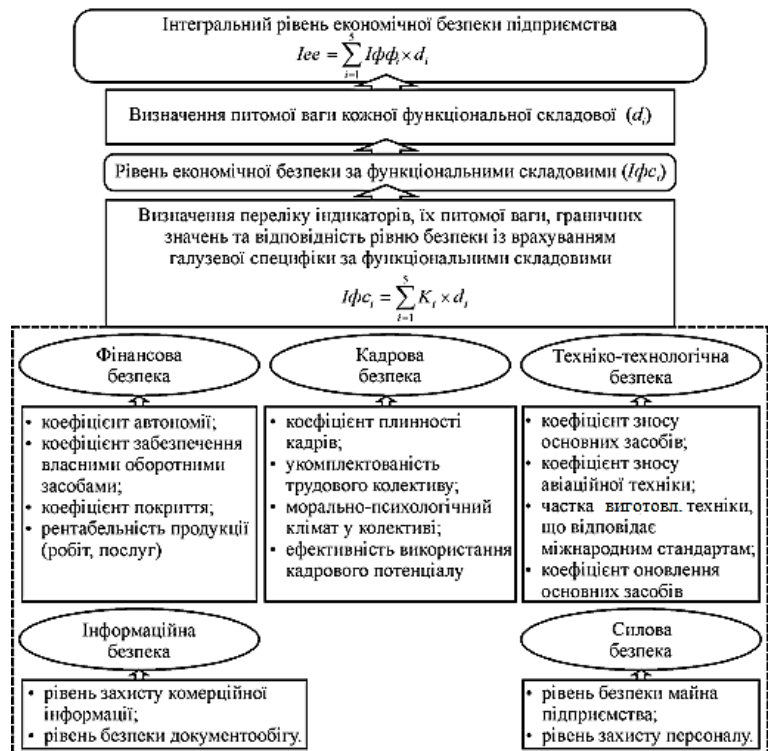 Інтегральний рівень економічної безпеки підприємства
Iee = \sum_{i=1}^{5} Iфф_i × d_i
Визначення питомої ваги кожної функціональної складової (d_i)
Рівень економічної безпеки за функціональними складовими (Iфс_i)
Визначення переліку індикаторів, їх питомої ваги, граничних
значень та відповідність рівню безпеки із врахуванням
галузевої специфіки за функціональними складовими
Iфс_i = \sum_{i=1}^{5} K_i × d_i
Фінансова
безпека
• коефіцієнт автономії;
• коефіцієнт забезпечення
власними оборотними
засобами;
• коефіцієнт покриття;
• рентабельність продукції
(робіт, послуг)
Кадрова
безпека
• коефіцієнт плинності
кадрів;
• укомплектованість
трудового колективу;
• морально-психологічний
клімат у колективі;
• ефективність використання
кадрового потенціалу
Техніко-технологічна
безпека
• коефіцієнт зносу
основних засобів;
• коефіцієнт зносу
авіаційної техніки;
• частка виготовл. техніки,
що відповідає
міжнародним стандартам;
• коефіцієнт оновлення
основних засобів
Інформаційна
безпека
• рівень захисту комерційної
інформації;
• рівень безпеки документообігу.
Силова
безпека
• рівень безпеки майна
підприємства;
• рівень захисту персоналу.